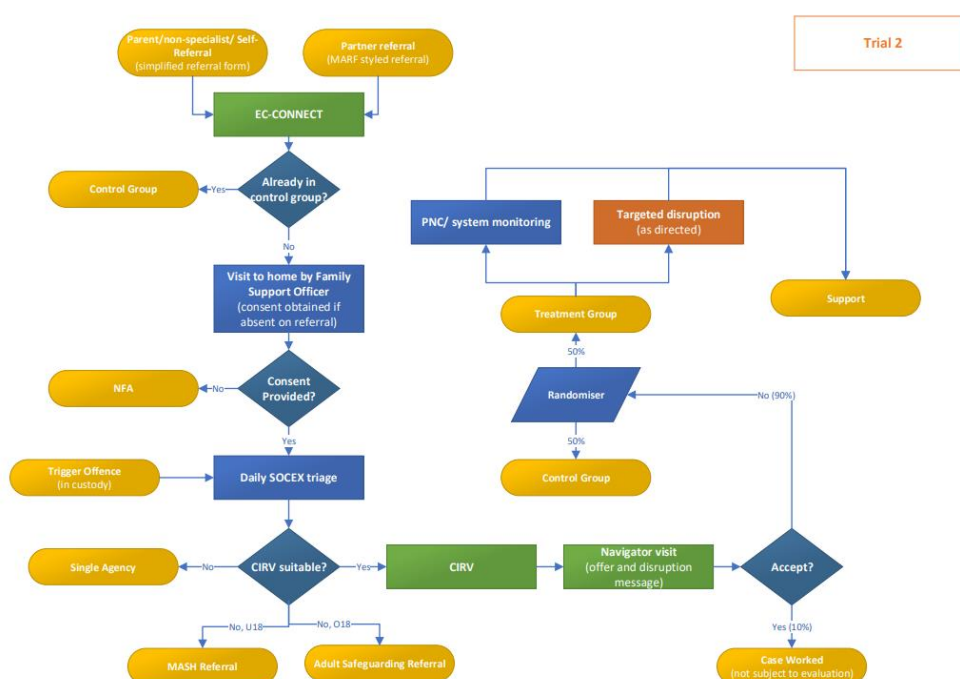 Trial 2
Parent/non-specialist/ Self-
Referral
(simplified referral form)
Partner referral
(MARF styled referral)
EC-CONNECT
Already in
control group?
Yes
Control Group
No
Visit to home by Family
Support Officer
(consent obtained if
absent on referral)
Consent
Provided?
No
NFA
Yes
Trigger Offence
(in custody)
Daily SOCEX triage
CIRV suitable?
No
Single Agency
No, U18
MASH Referral
No, O18
Adult Safeguarding Referral
Yes
CIRV
Navigator visit
(offer and disruption
message)
Accept?
Yes (10%)
Case Worked
(not subject to evaluation)
No (90%)
Randomiser
50%
Control Group
50%
Treatment Group
PNC/ system monitoring
Targeted disruption
(as directed)
Support